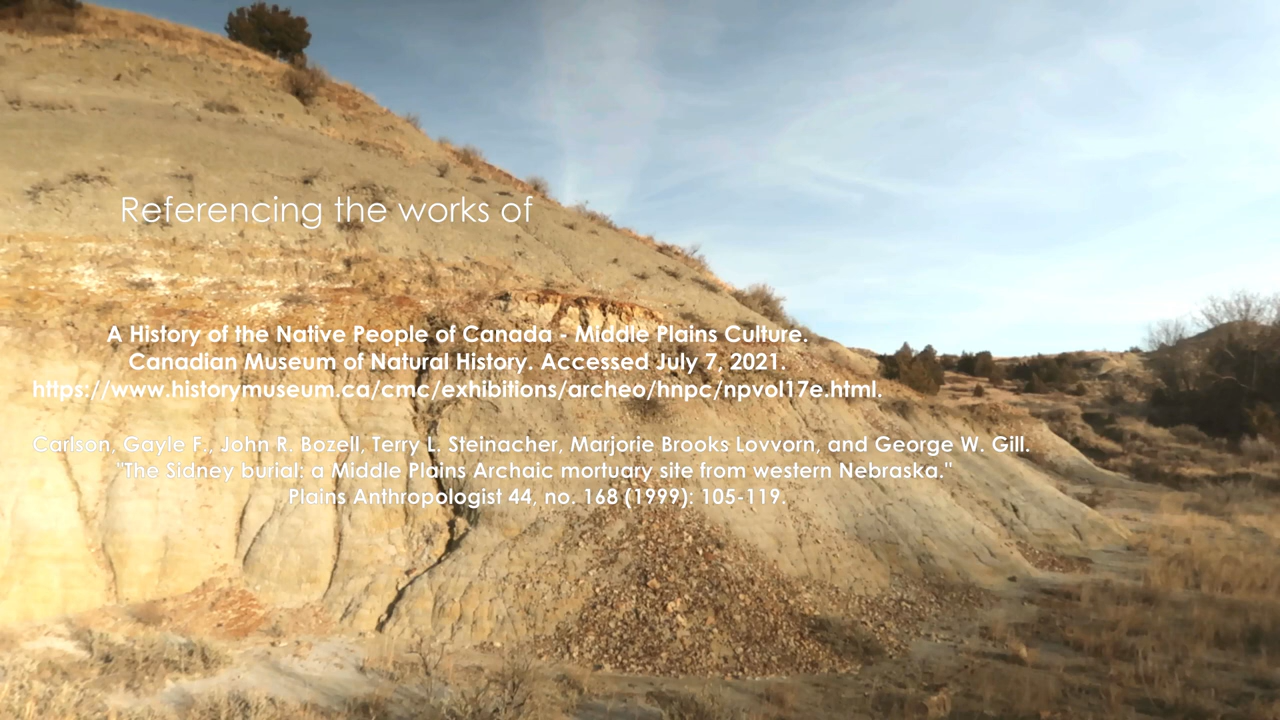 Referencing the works of
A History of the Native People of Canada - Middle Plains Culture.
Canadian Museum of Natural History. Accessed July 7, 2021.
https://www.historymuseum.ca/cmc/exhibitions/archeo/hnpc/npvol17e.html.
Carlson, Gayle F., John R. Bozell, Terry L. Steinacher, Marjorie Brooks Lovvorn, and George W. Gill.
"The Sidney burial: a Middle Plains Archaic mortuary site from western Nebraska."
Plains Anthropologist 44, no. 168 (1999): 105-119.